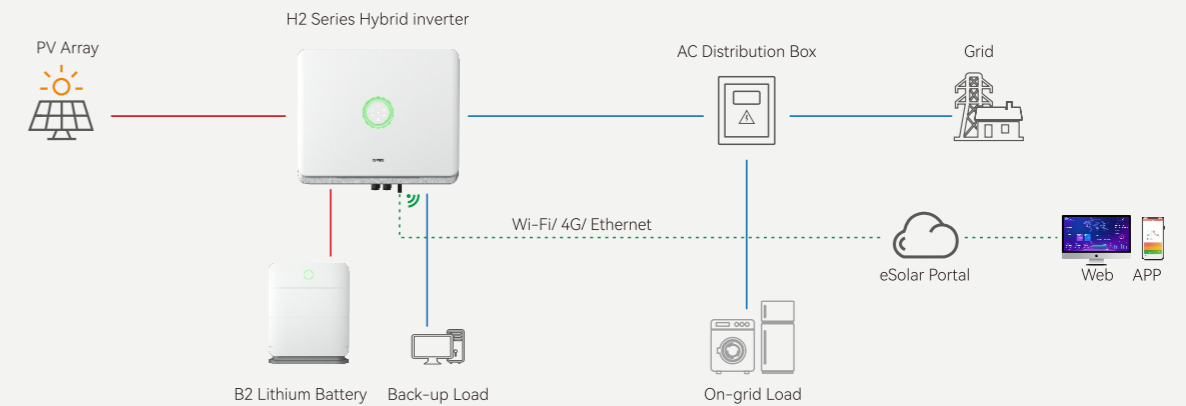 H2 Series Hybrid inverter
PV Array
AC Distribution Box
Grid
Wi-Fi/ 4G/ Ethernet
eSolar Portal
Web
APP
B2 Lithium Battery
Back-up Load
On-grid Load